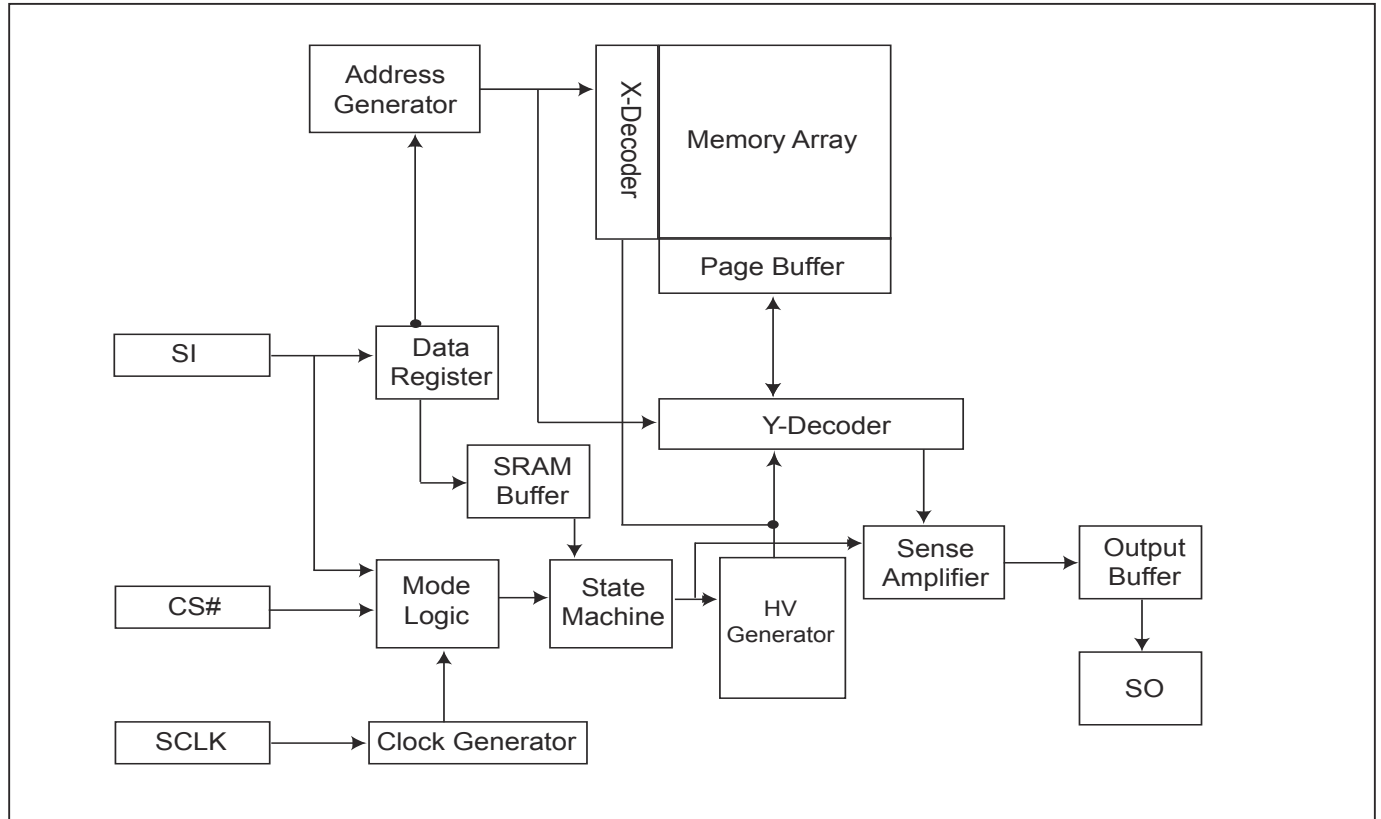 Address
Generator
X-Decoder
Memory Array
Page Buffer
SI
Data
Register
Y-Decoder
SRAM
Buffer
Sense
Amplifier
Output
Buffer
CS#
Mode
Logic
State
Machine
HV
Generator
SO
SCLK
Clock Generator